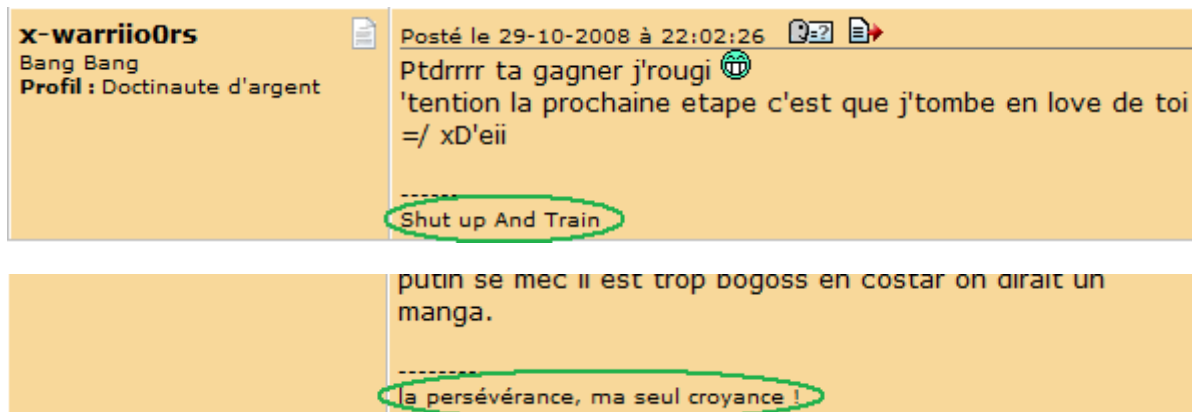 x-warriio0rs
Bang Bang
Profil : Doctinaute d'argent
Posté le 29-10-2008 à 22:02:26
Ptdrrrr ta gagner j'rougi
'tention la prochaine etape c'est que j'tombe en love de toi
=/ xD'eii
------
Shut up And Train
putin se mec il est trop bogoss en costar on dirait un
manga.
--------
la persévérance, ma seul croyance !